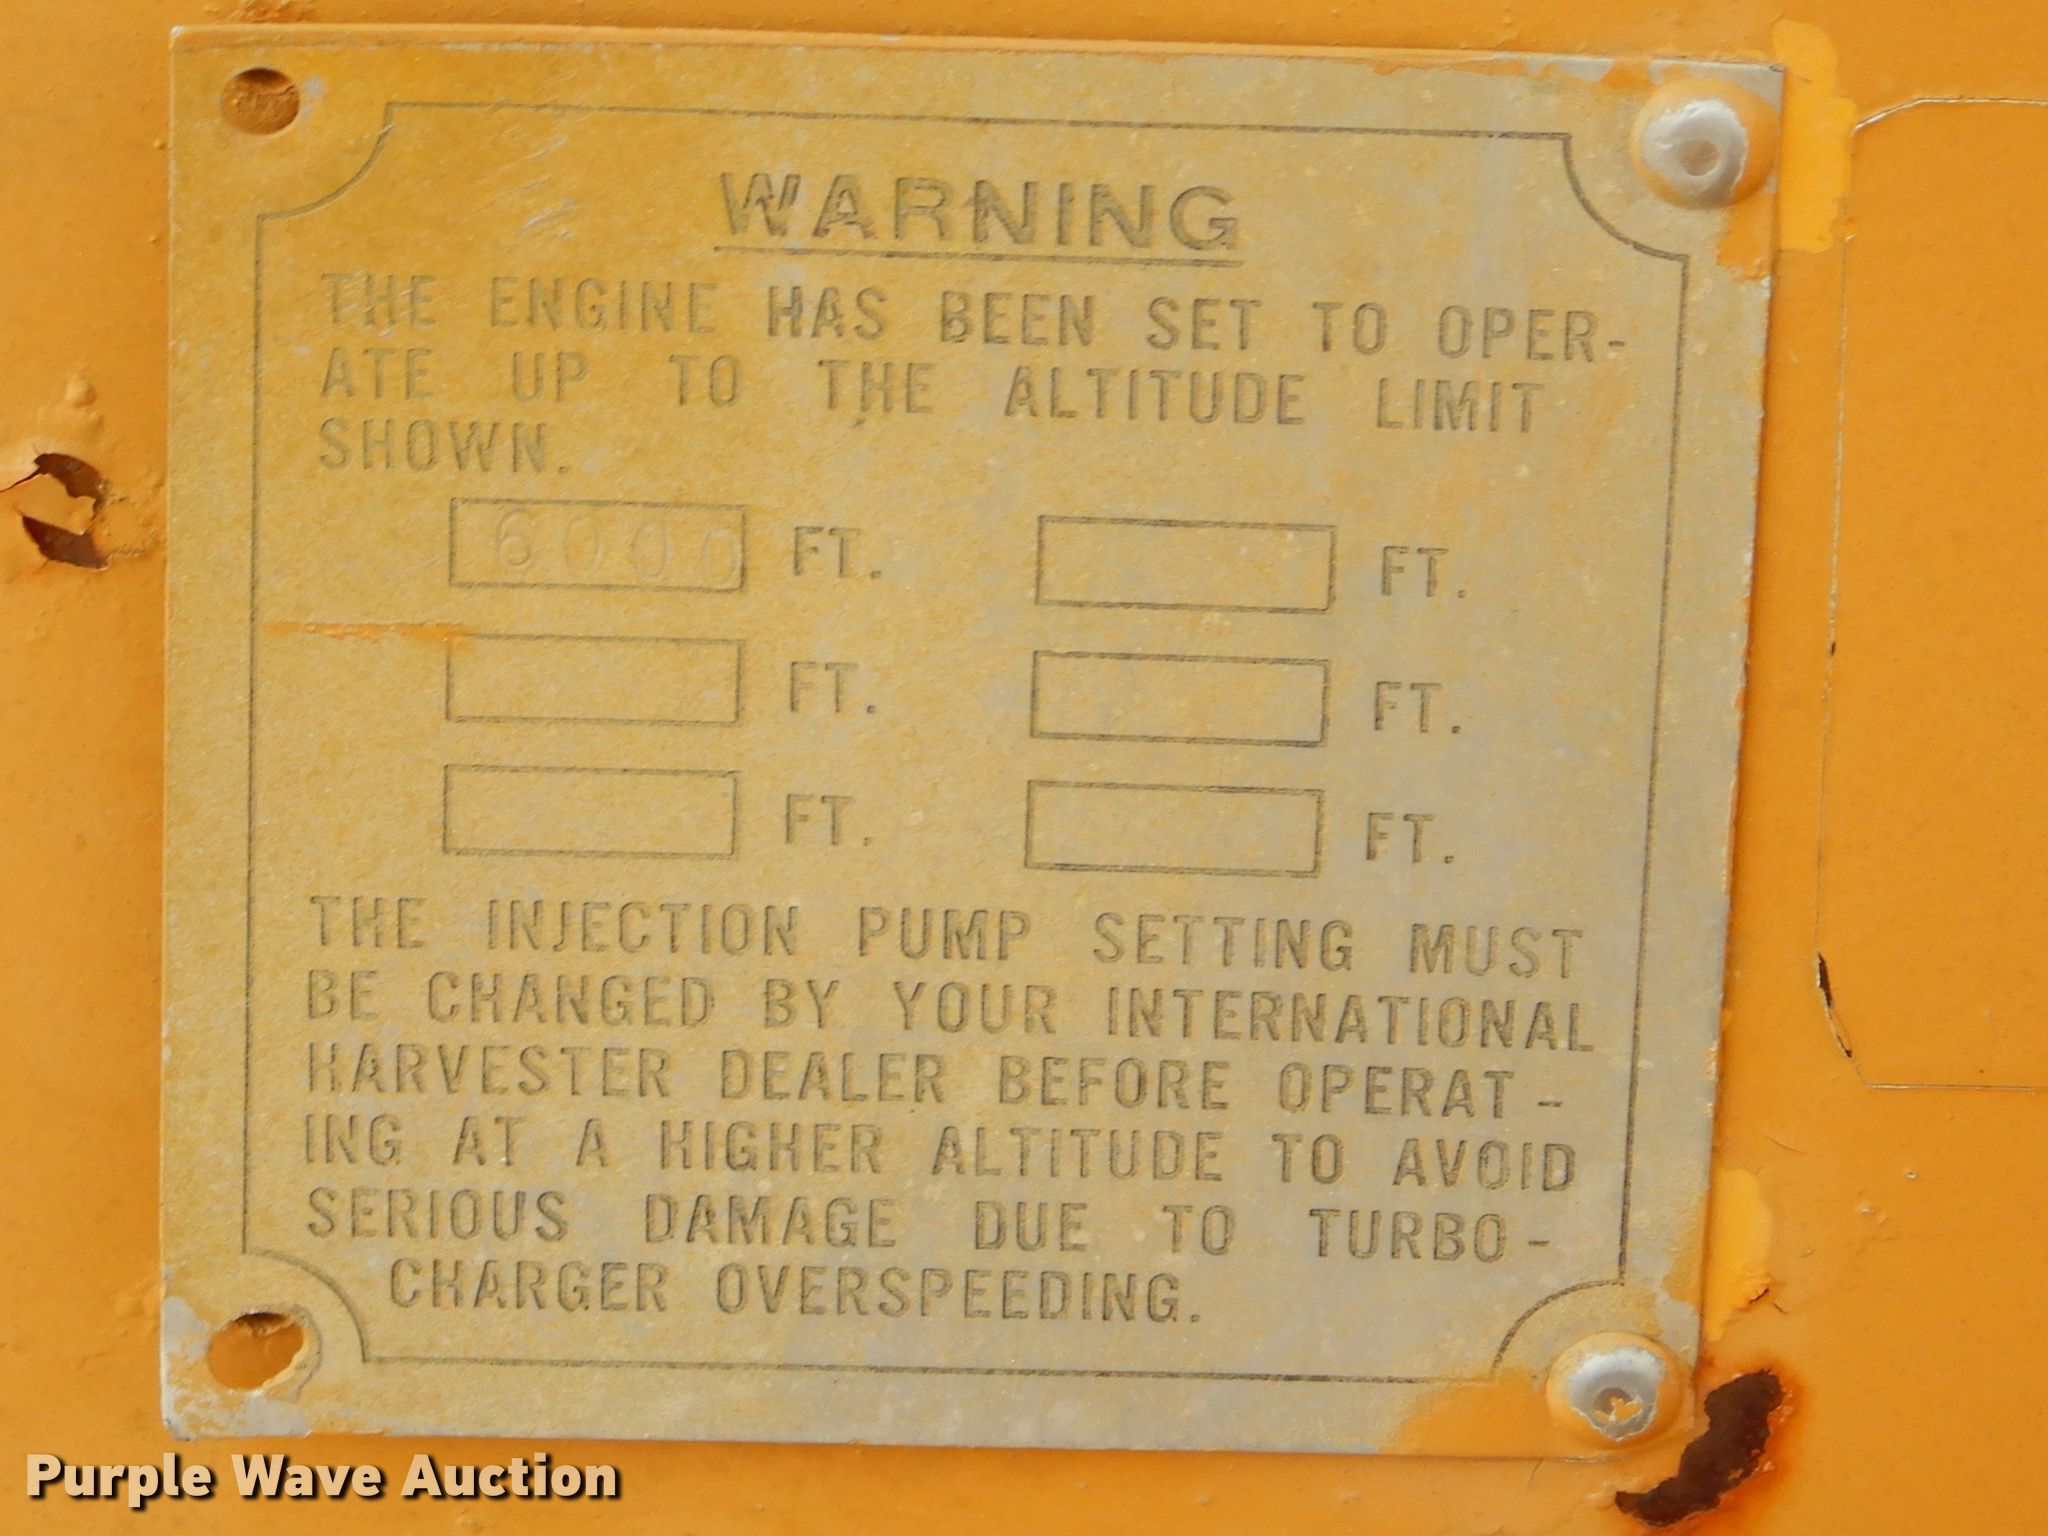 WARNING
THE ENGINE HAS BEEN SET TO OPER-
ATE UP TO THE ALTITUDE LIMIT
SHOWN.
6000 FT. FT.
FT. FT.
FT. FT.
THE INJECTION PUMP SETTING MUST
BE CHANGED BY YOUR INTERNATIONAL
HARVESTER DEALER BEFORE OPERAT-
ING AT A HIGHER ALTITUDE TO AVOID
SERIOUS DAMAGE DUE TO TURBO-
CHARGER OVERSPEEDING.
Purple Wave Auction